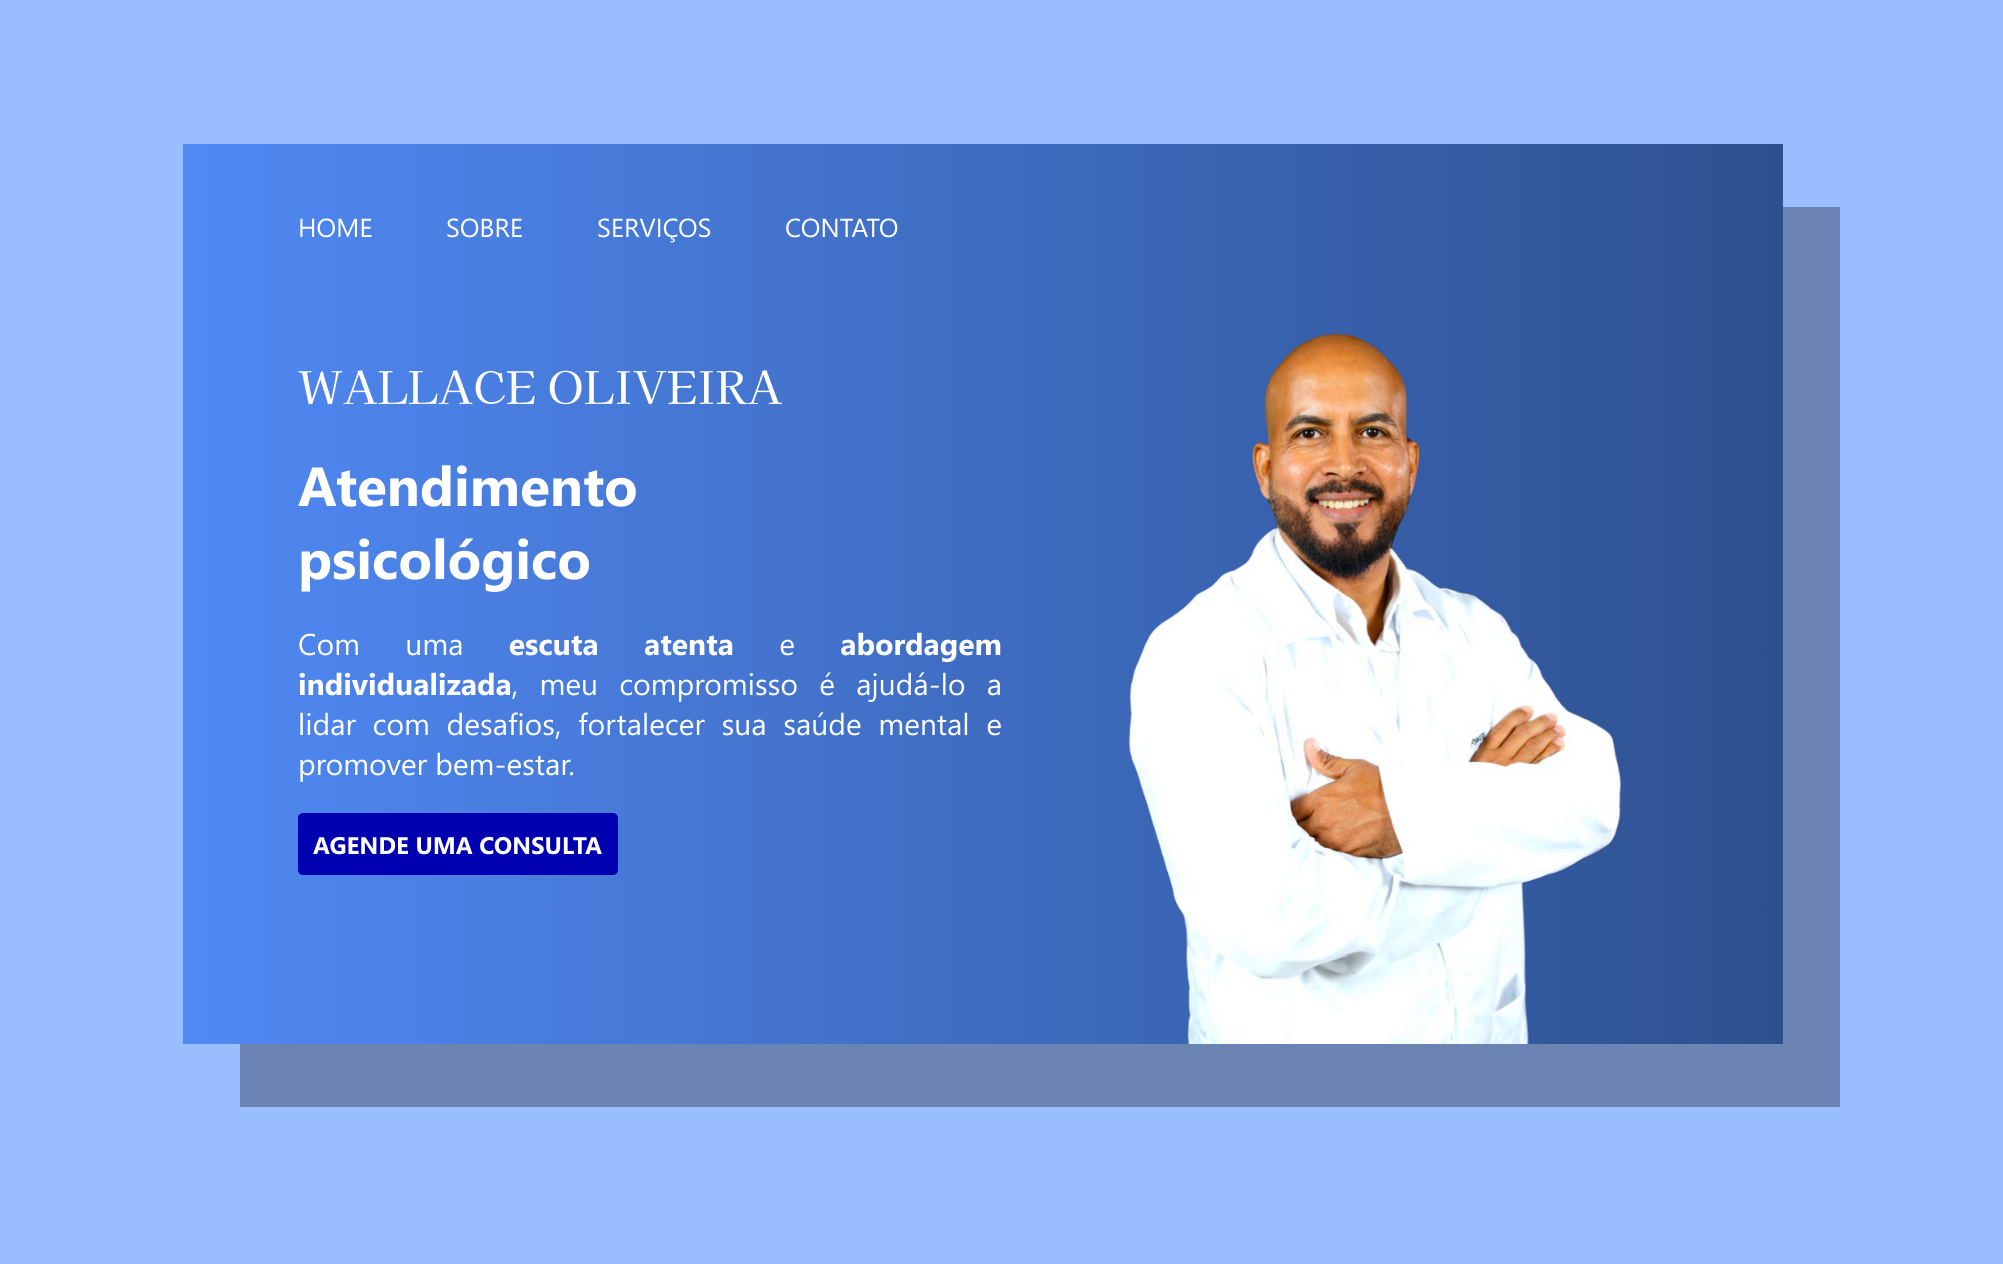 HOME SOBRE SERVIÇOS CONTATO
WALLACE OLIVEIRA
Atendimento
psicológico
Com uma escuta atenta e abordagem
individualizada, meu compromisso é ajudá-lo a
lidar com desafios, fortalecer sua saúde mental e
promover bem-estar.
AGENDE UMA CONSULTA